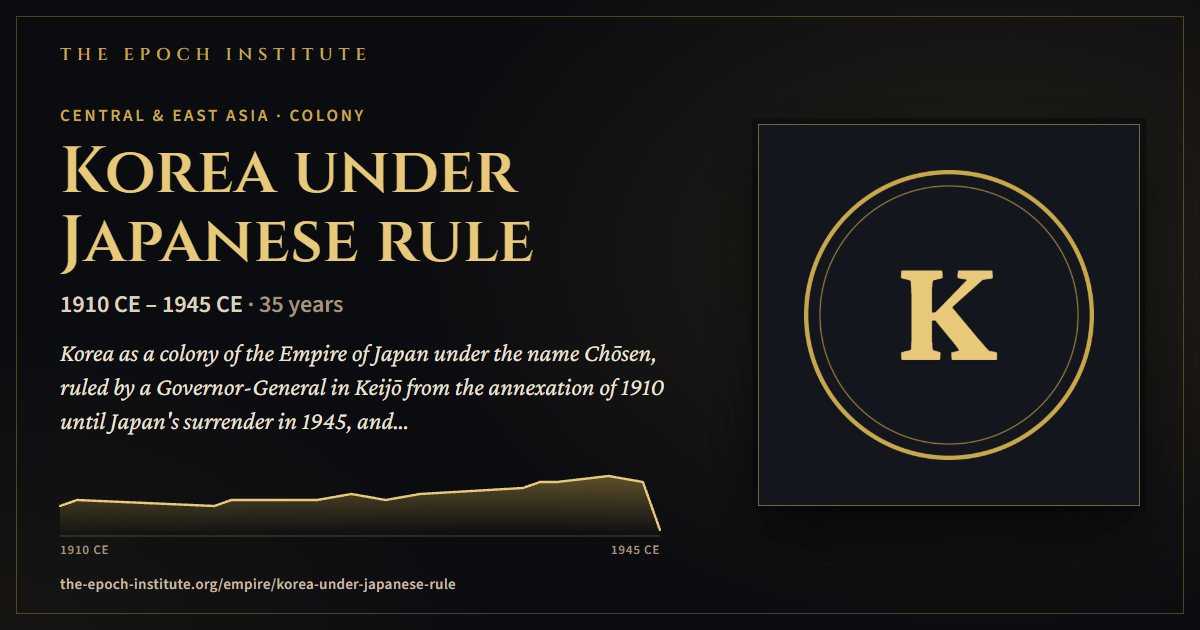 THE EPOCH INSTITUTE
CENTRAL & EAST ASIA · COLONY
Korea under
Japanese rule
1910 CE – 1945 CE · 35 years
Korea as a colony of the Empire of Japan under the name Chōsen,
ruled by a Governor-General in Keijō from the annexation of 1910
until Japan's surrender in 1945, and...
K
1910 CE
1945 CE
the-epoch-institute.org/empire/korea-under-japanese-rule